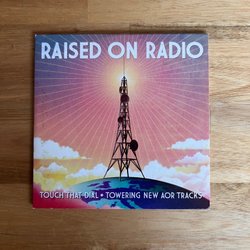 RAISED ON RADIO
TOUCH THAT DIAL • TOWERING NEW AOR TRACKS